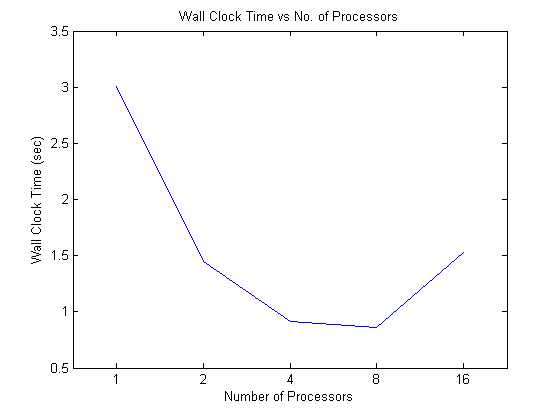 Wall Clock Time vs No. of Processors
3.5
3
2.5
2
1.5
1
0.5
Wall Clock Time (sec)
1 2 4 8 16
Number of Processors